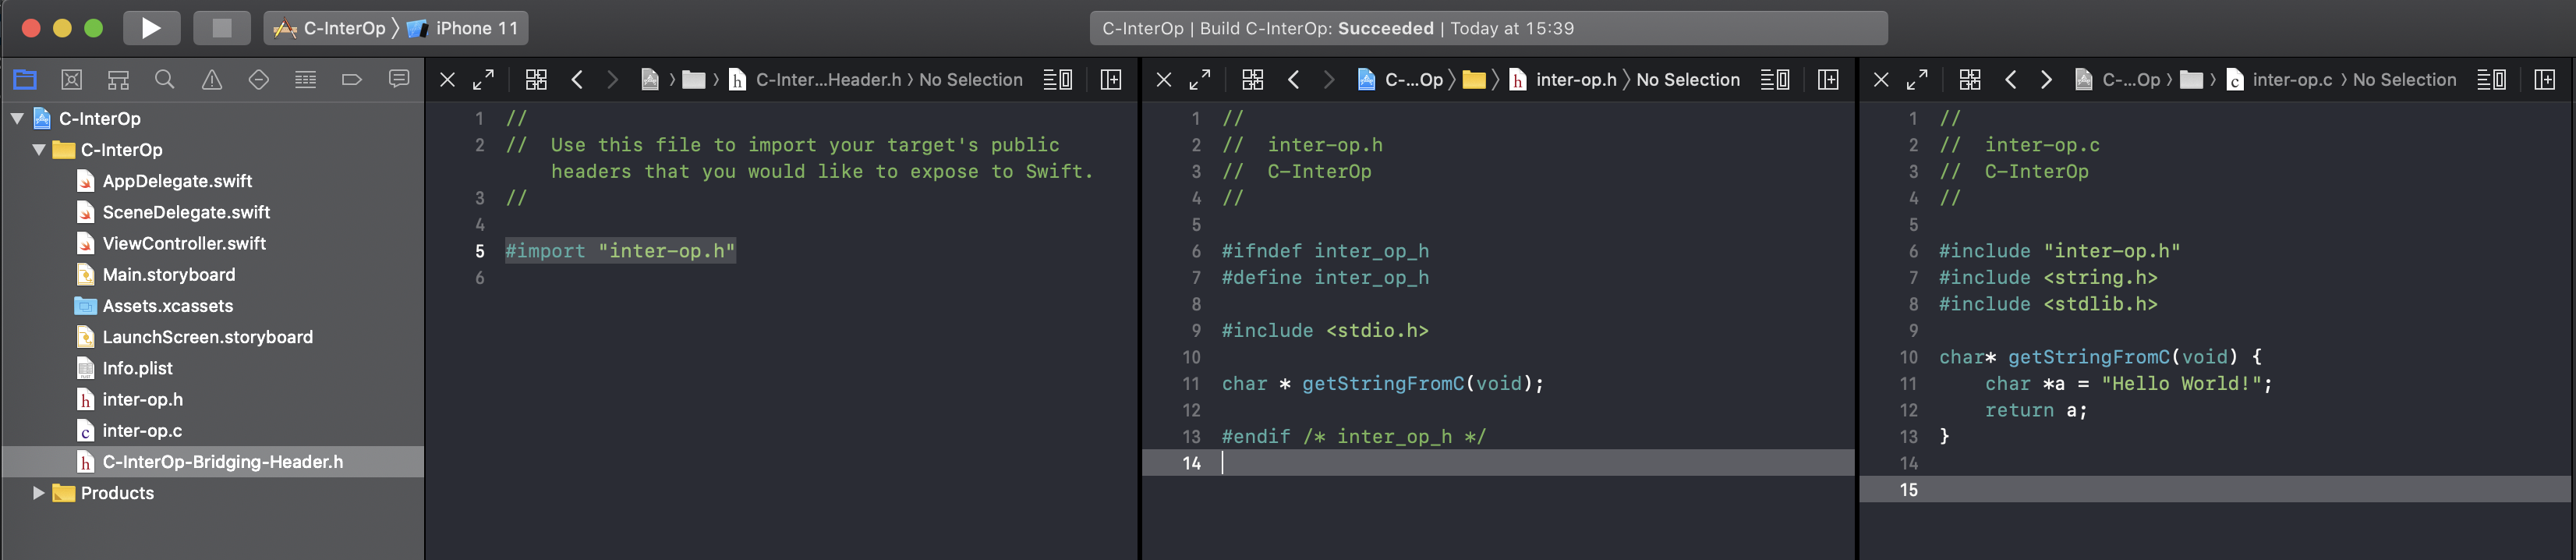 C-InterOp iPhone 11
C-InterOp | Build C-InterOp: Succeeded | Today at 15:39
C-InterOp
C-InterOp
AppDelegate.swift
SceneDelegate.swift
ViewController.swift
Main.storyboard
Assets.xcassets
LaunchScreen.storyboard
Info.plist
inter-op.h
inter-op.c
C-InterOp-Bridging-Header.h
Products
h C-Inter...Header.h No Selection
1 //
2 //  Use this file to import your target's public
headers that you would like to expose to Swift.
3 //
4
5 #import "inter-op.h"
6
C-...Op h inter-op.h No Selection
1 //
2 //  inter-op.h
3 //  C-InterOp
4 //
5
6 #ifndef inter_op_h
7 #define inter_op_h
8
9 #include <stdio.h>
10
11 char * getStringFromC(void);
12
13 #endif /* inter_op_h */
14
C-...Op c inter-op.c No Selection
1 //
2 //  inter-op.c
3 //  C-InterOp
4 //
5
6 #include "inter-op.h"
7 #include <string.h>
8 #include <stdlib.h>
9
10 char* getStringFromC(void) {
11     char *a = "Hello World!";
12     return a;
13 }
14
15